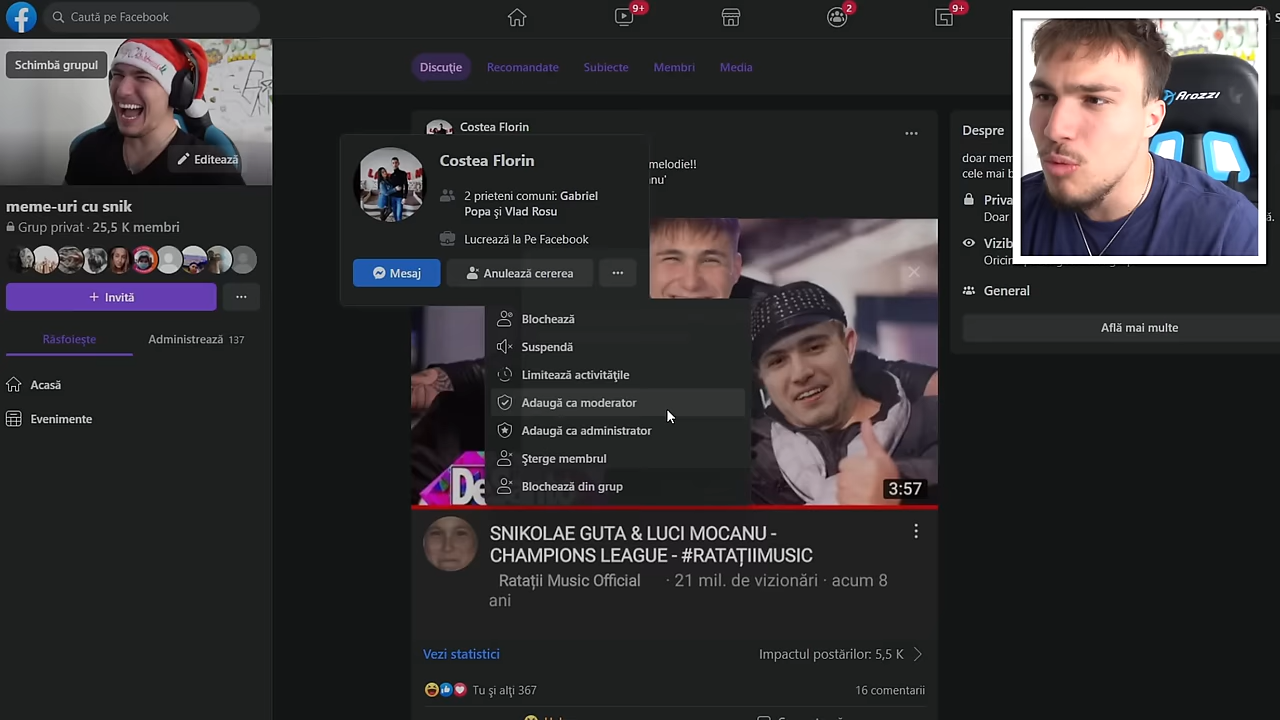 Caută pe Facebook
9+
2
9+
Schimbă grupul
Editează
meme-uri cu snik
Grup privat · 25,5 K membri
+ Invită
Răsfoiește
Administrează 137
Acasă
Evenimente
Discuție
Recomandate
Subiecte
Membri
Media
Costea Florin
melodie!!
anu'
Costea Florin
2 prieteni comuni: Gabriel
Popa și Vlad Rosu
Lucrează la Pe Facebook
Mesaj
Anulează cererea
Blochează
Suspendă
Limitează activitățile
Adaugă ca moderator
Adaugă ca administrator
Șterge membrul
Blochează din grup
De
3:57
SNIKOLAE GUTA & LUCI MOCANU -
CHAMPIONS LEAGUE - #RATAȚIIMUSIC
Ratații Music Official · 21 mil. de vizionări · acum 8
ani
Vezi statistici
Impactul postărilor: 5,5 K
Tu și alți 367
16 comentarii
Despre
doar mem
cele mai b
Priva
Doar
Vizib
Oricin
General
Află mai multe
Arozzi